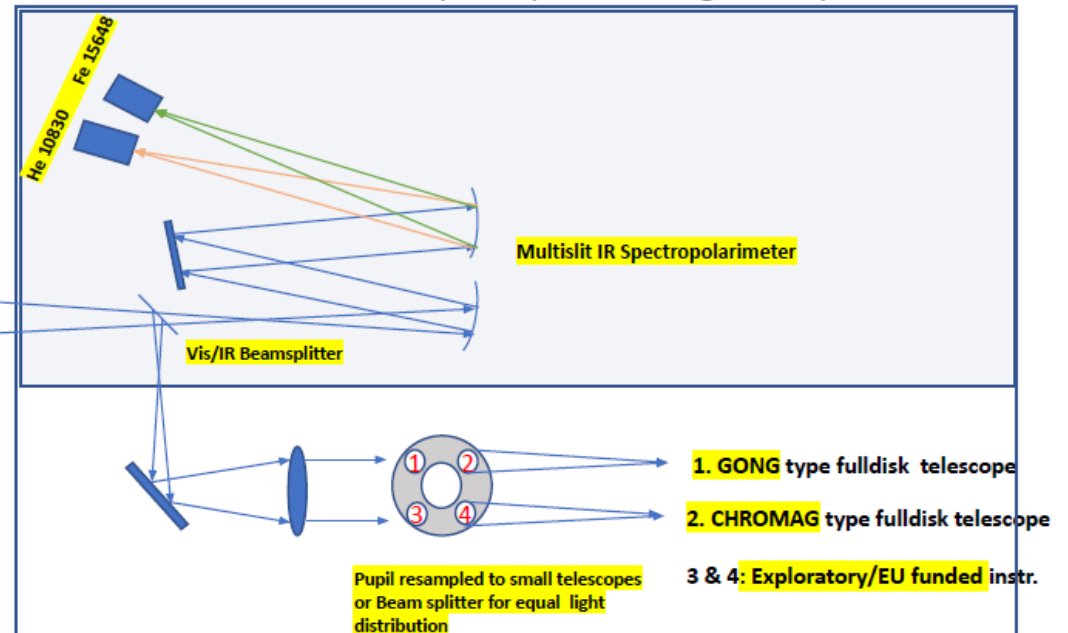 Fe 15648
He 10830
Multislit IR Spectropolarimeter
Vis/IR Beamsplitter
1
2
3
4
1. GONG type fulldisk telescope
2. CHROMAG type fulldisk telescope
3 & 4: Exploratory/EU funded instr.
Pupil resampled to small telescopes
or Beam splitter for equal light
distribution